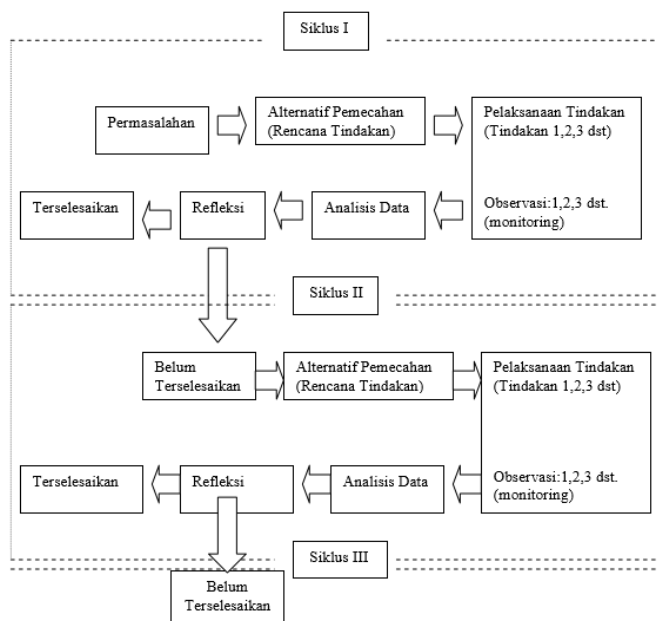 Siklus I
Permasalahan
Alternatif Pemecahan
(Rencana Tindakan)
Pelaksanaan Tindakan
(Tindakan 1,2,3 dst)
Terselesaikan
Refleksi
Analisis Data
Observasi:1,2,3 dst.
(monitoring)
Siklus II
Belum
Terselesaikan
Alternatif Pemecahan
(Rencana Tindakan)
Pelaksanaan Tindakan
(Tindakan 1,2,3 dst)
Terselesaikan
Refleksi
Analisis Data
Observasi:1,2,3 dst.
(monitoring)
Siklus III
Belum
Terselesaikan